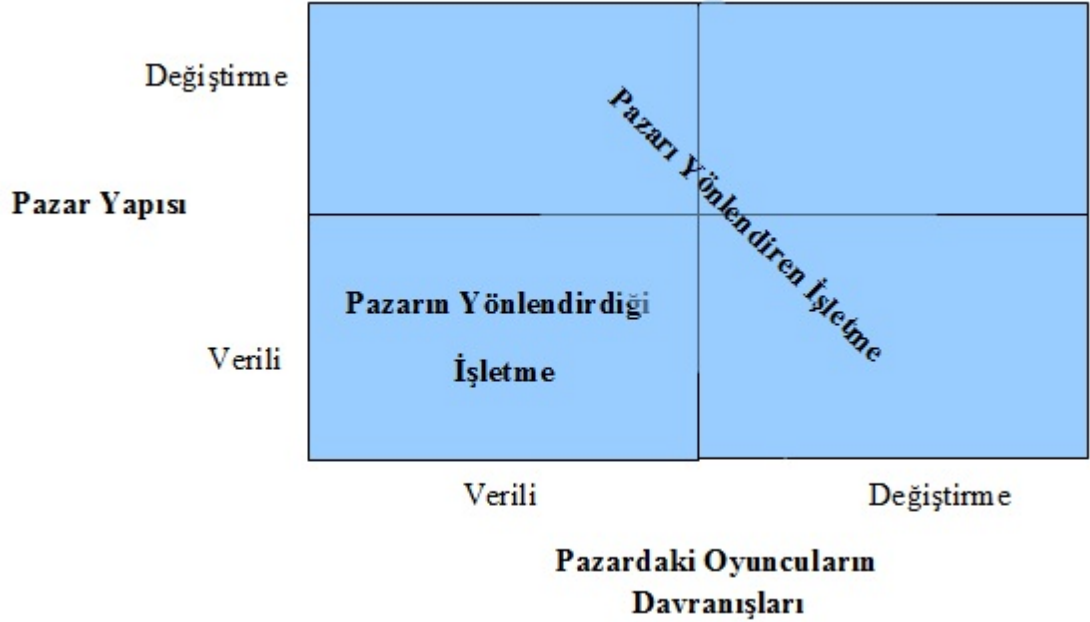 Değiştirme
Pazarı Yönlendiren İşletme
Pazar Yapısı
Pazarın Yönlendirdiği
İşletme
Verili
Verili
Değiştirme
Pazardaki Oyuncuların
Davranışları